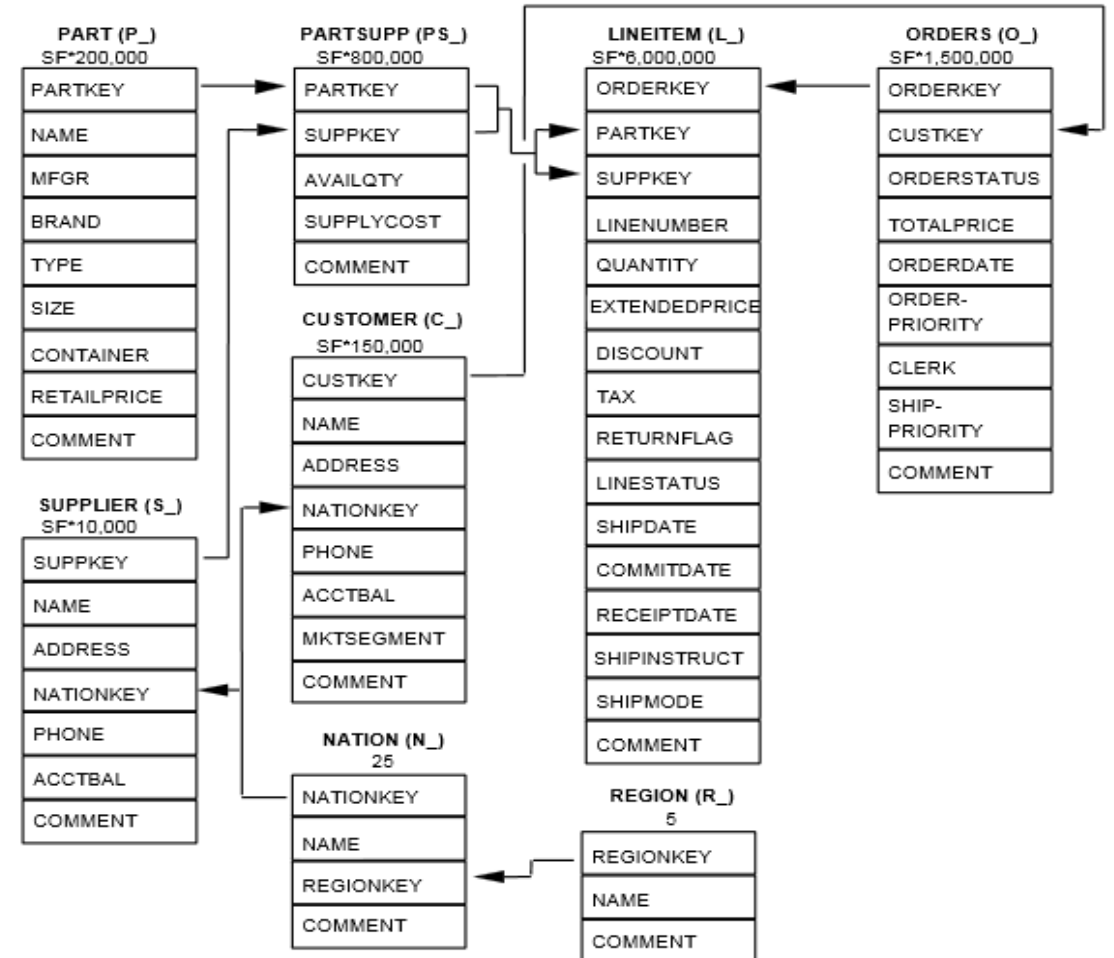 PART (P_)
SF*200,000
PARTKEY
NAME
MFGR
BRAND
TYPE
SIZE
CONTAINER
RETAILPRICE
COMMENT
SUPPLIER (S_)
SF*10,000
SUPPKEY
NAME
ADDRESS
NATIONKEY
PHONE
ACCTBAL
COMMENT
PARTSUPP (PS_)
SF*800,000
PARTKEY
SUPPKEY
AVAILQTY
SUPPLYCOST
COMMENT
CUSTOMER (C_)
SF*150,000
CUSTKEY
NAME
ADDRESS
NATIONKEY
PHONE
ACCTBAL
MKTSEGMENT
COMMENT
NATION (N_)
25
NATIONKEY
NAME
REGIONKEY
COMMENT
LINEITEM (L_)
SF*6,000,000
ORDERKEY
PARTKEY
SUPPKEY
LINENUMBER
QUANTITY
EXTENDEDPRICE
DISCOUNT
TAX
RETURNFLAG
LINESTATUS
SHIPDATE
COMMITDATE
RECEIPTDATE
SHIPINSTRUCT
SHIPMODE
COMMENT
REGION (R_)
5
REGIONKEY
NAME
COMMENT
ORDERS (O_)
SF*1,500,000
ORDERKEY
CUSTKEY
ORDERSTATUS
TOTALPRICE
ORDERDATE
ORDER-
PRIORITY
CLERK
SHIP-
PRIORITY
COMMENT